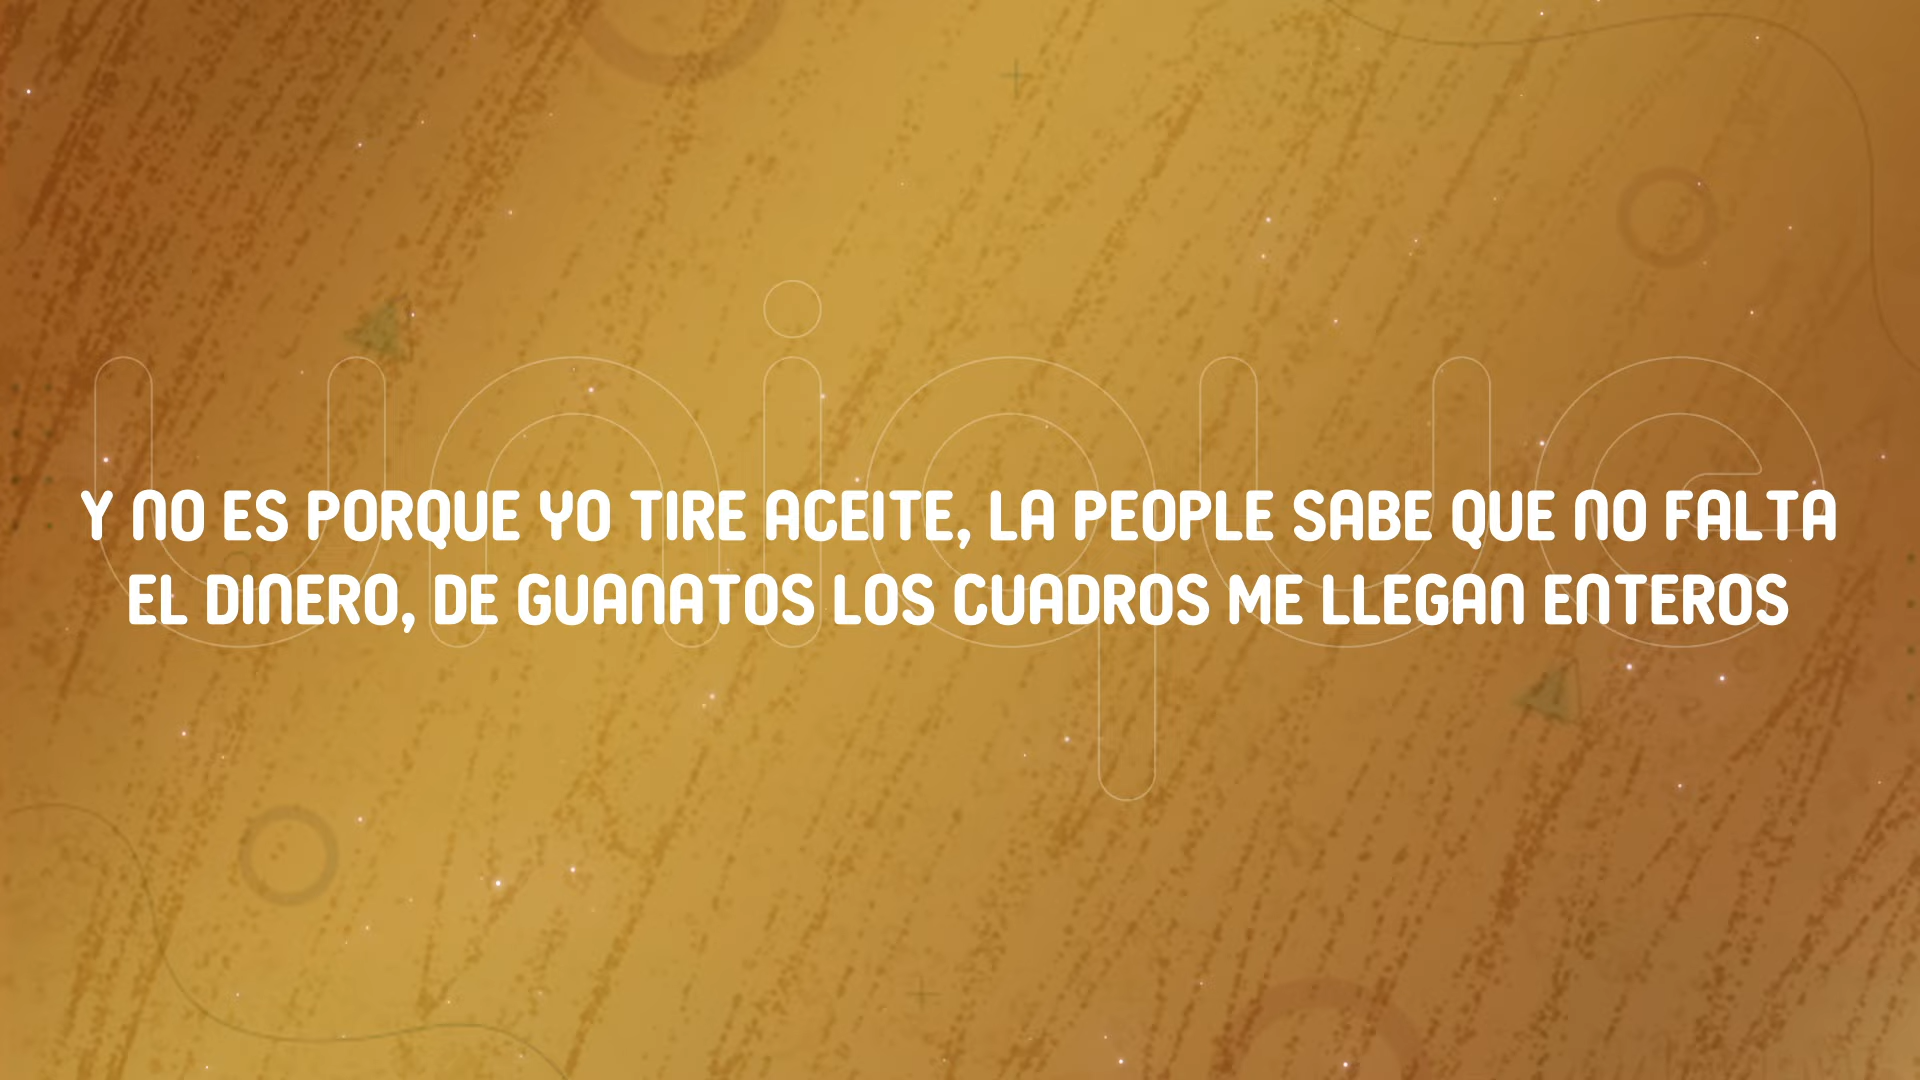 unique
Y NO ES PORQUE YO TIRE ACEITE, LA PEOPLE SABE QUE NO FALTA
EL DINERO, DE GUANATOS LOS CUADROS ME LLEGAN ENTEROS